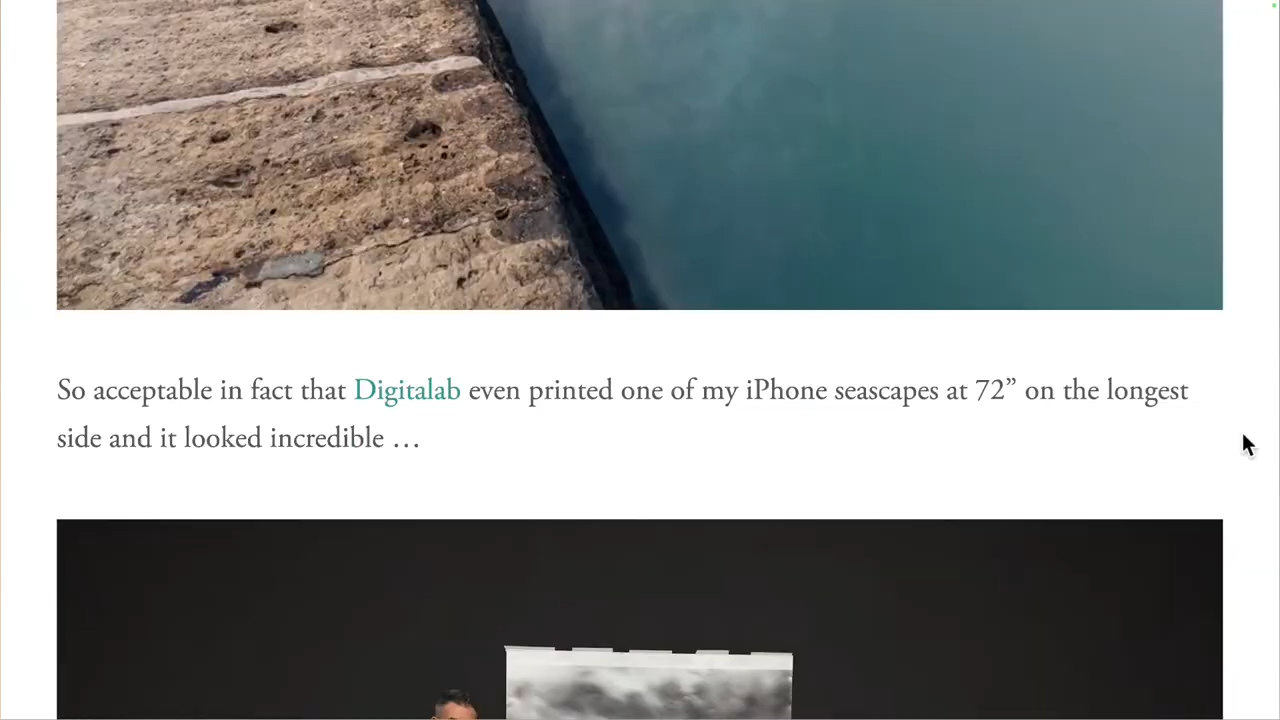 So acceptable in fact that Digitalab even printed one of my iPhone seascapes at 72” on the longest
side and it looked incredible …